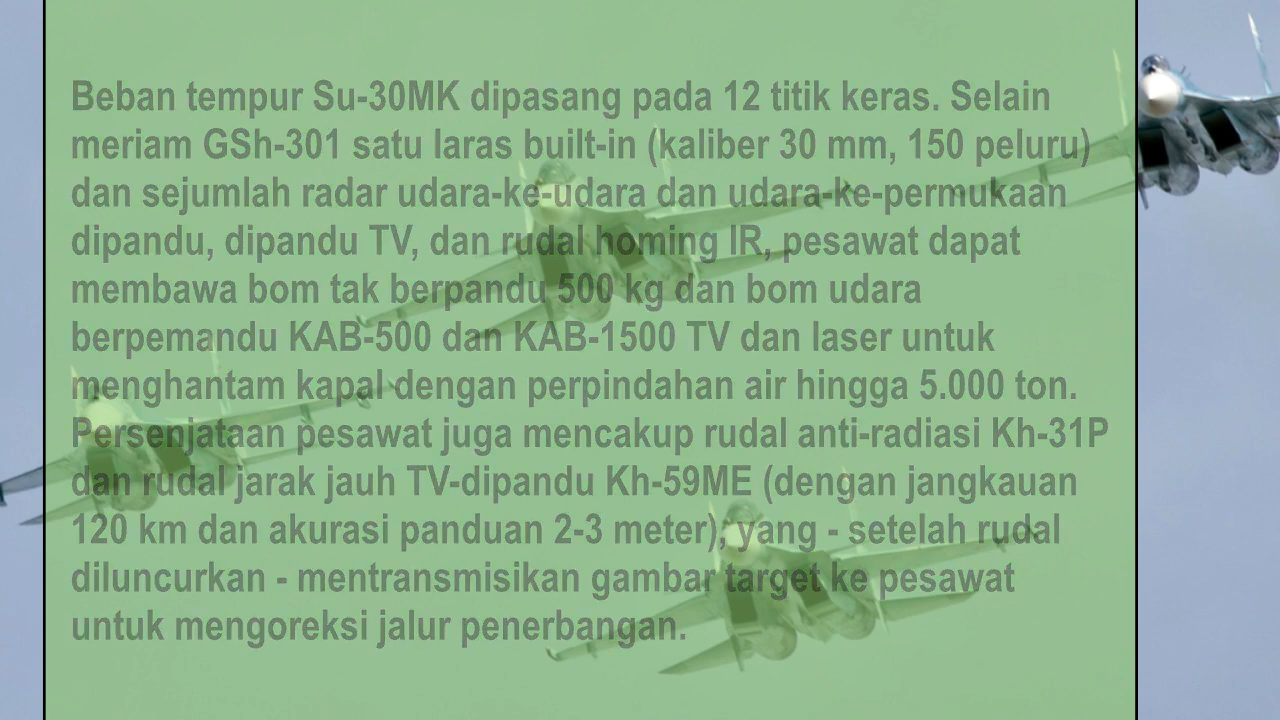 Beban tempur Su-30MK dipasang pada 12 titik keras. Selain
meriam GSh-301 satu laras built-in (kaliber 30 mm, 150 peluru)
dan sejumlah radar udara-ke-udara dan udara-ke-permukaan
dipandu, dipandu TV, dan rudal homing IR, pesawat dapat
membawa bom tak berpandu 500 kg dan bom udara
berpemandu KAB-500 dan KAB-1500 TV dan laser untuk
menghantam kapal dengan perpindahan air hingga 5.000 ton.
Persenjataan pesawat juga mencakup rudal anti-radiasi Kh-31P
dan rudal jarak jauh TV-dipandu Kh-59ME (dengan jangkauan
120 km dan akurasi panduan 2-3 meter), yang - setelah rudal
diluncurkan - mentransmisikan gambar target ke pesawat
untuk mengoreksi jalur penerbangan.